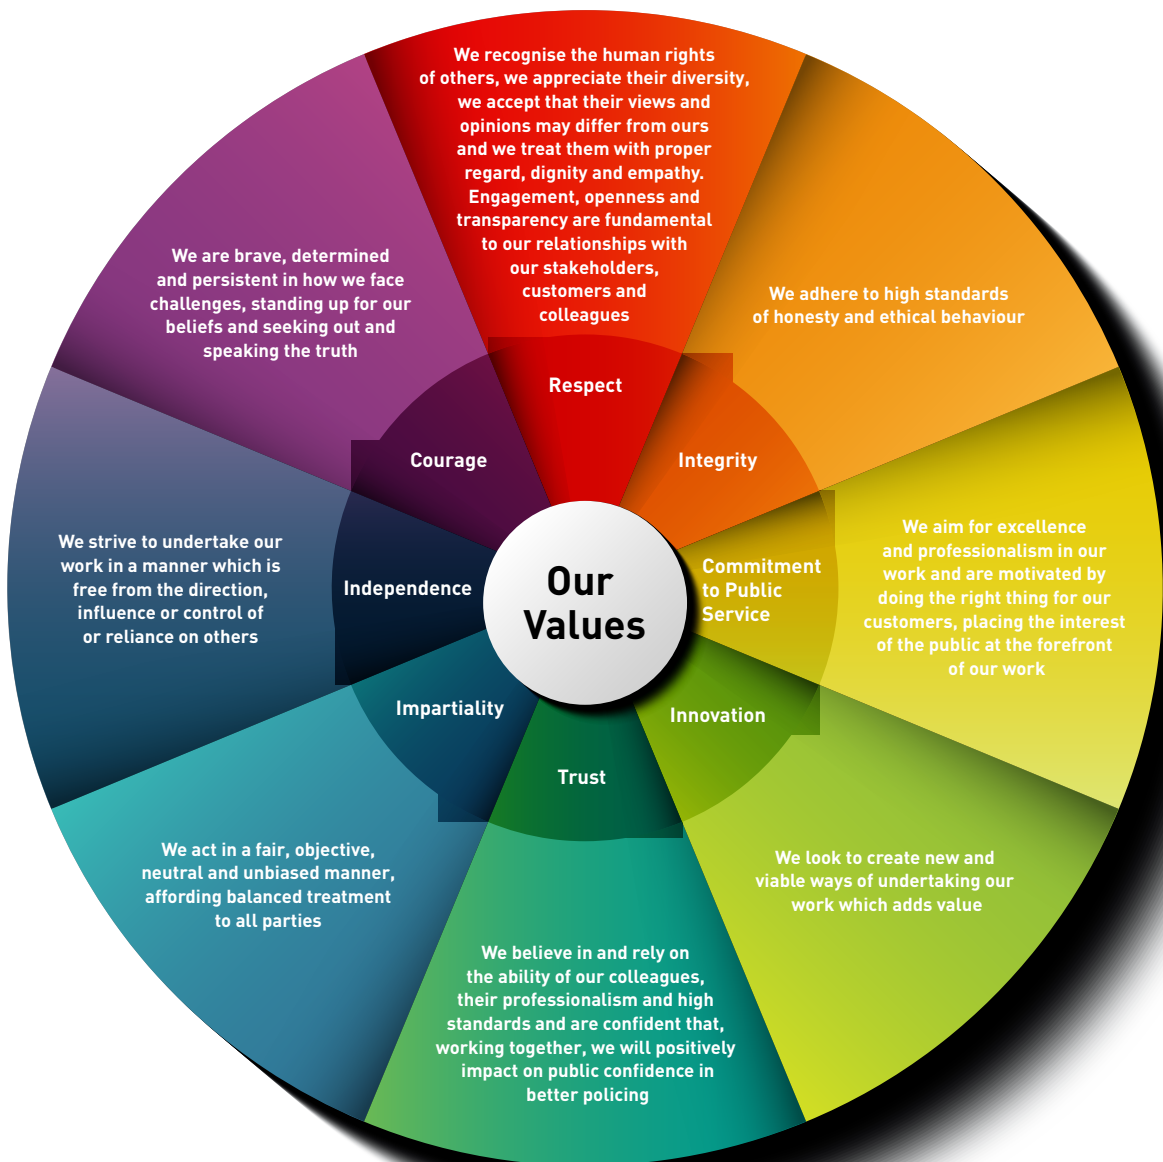 Our
Values
Respect
We recognise the human rights
of others, we appreciate their diversity,
we accept that their views and
opinions may differ from ours
and we treat them with proper
regard, dignity and empathy.
Engagement, openness and
transparency are fundamental
to our relationships with
our stakeholders,
customers and
colleagues
Integrity
We adhere to high standards
of honesty and ethical behaviour
Commitment
to Public
Service
We aim for excellence
and professionalism in our
work and are motivated by
doing the right thing for our
customers, placing the interest
of the public at the forefront
of our work
Innovation
We look to create new and
viable ways of undertaking our
work which adds value
Trust
We believe in and rely on
the ability of our colleagues,
their professionalism and high
standards and are confident that,
working together, we will positively
impact on public confidence in
better policing
Impartiality
We act in a fair, objective,
neutral and unbiased manner,
affording balanced treatment
to all parties
Independence
We strive to undertake our
work in a manner which is
free from the direction,
influence or control of
or reliance on others
Courage
We are brave, determined
and persistent in how we face
challenges, standing up for our
beliefs and seeking out and
speaking the truth